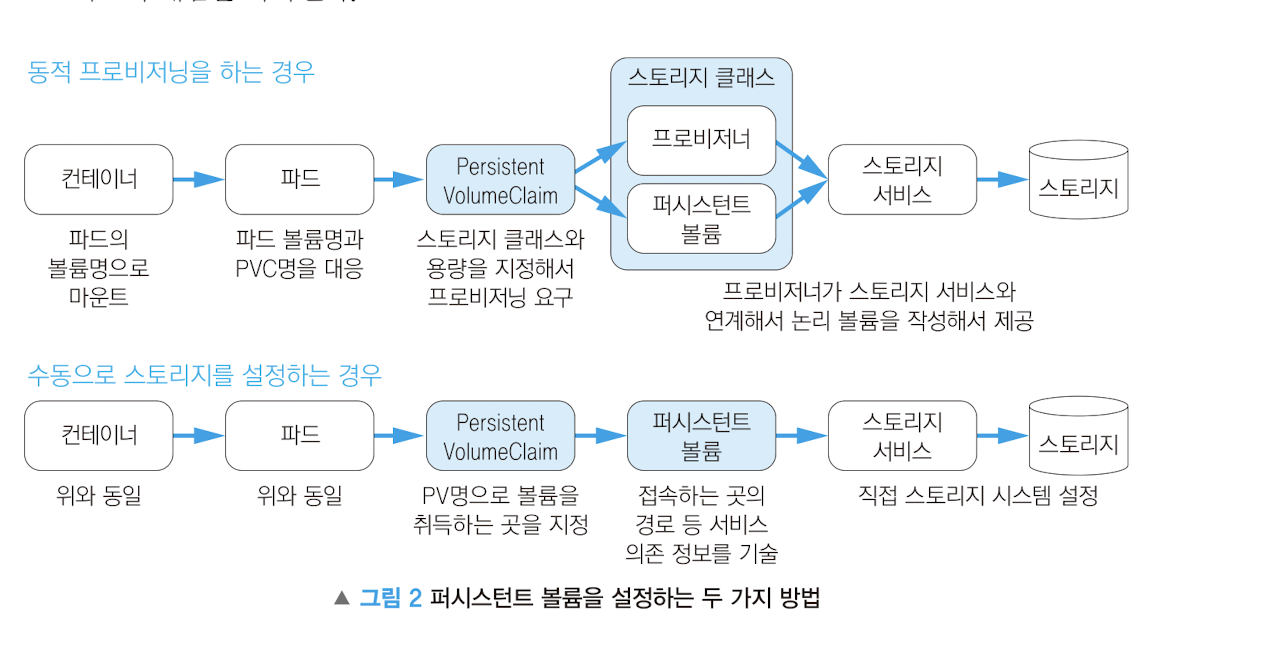 동적 프로비저닝을 하는 경우
스토리지 클래스
프로비저너
컨테이너
파드
Persistent
VolumeClaim
퍼시스턴트
볼륨
스토리지
서비스
스토리지
파드의
볼륨명으로
마운트
파드 볼륨명과
PVC명을 대응
스토리지 클래스와
용량을 지정해서
프로비저닝 요구
프로비저너가 스토리지 서비스와
연계해서 논리 볼륨을 작성해서 제공
수동으로 스토리지를 설정하는 경우
컨테이너
파드
Persistent
VolumeClaim
퍼시스턴트
볼륨
스토리지
서비스
스토리지
위와 동일
위와 동일
PV명으로 볼륨을
취득하는 곳을 지정
접속하는 곳의
경로 등 서비스
의존 정보를 기술
직접 스토리지 시스템 설정
▲ 그림 2 퍼시스턴트 볼륨을 설정하는 두 가지 방법